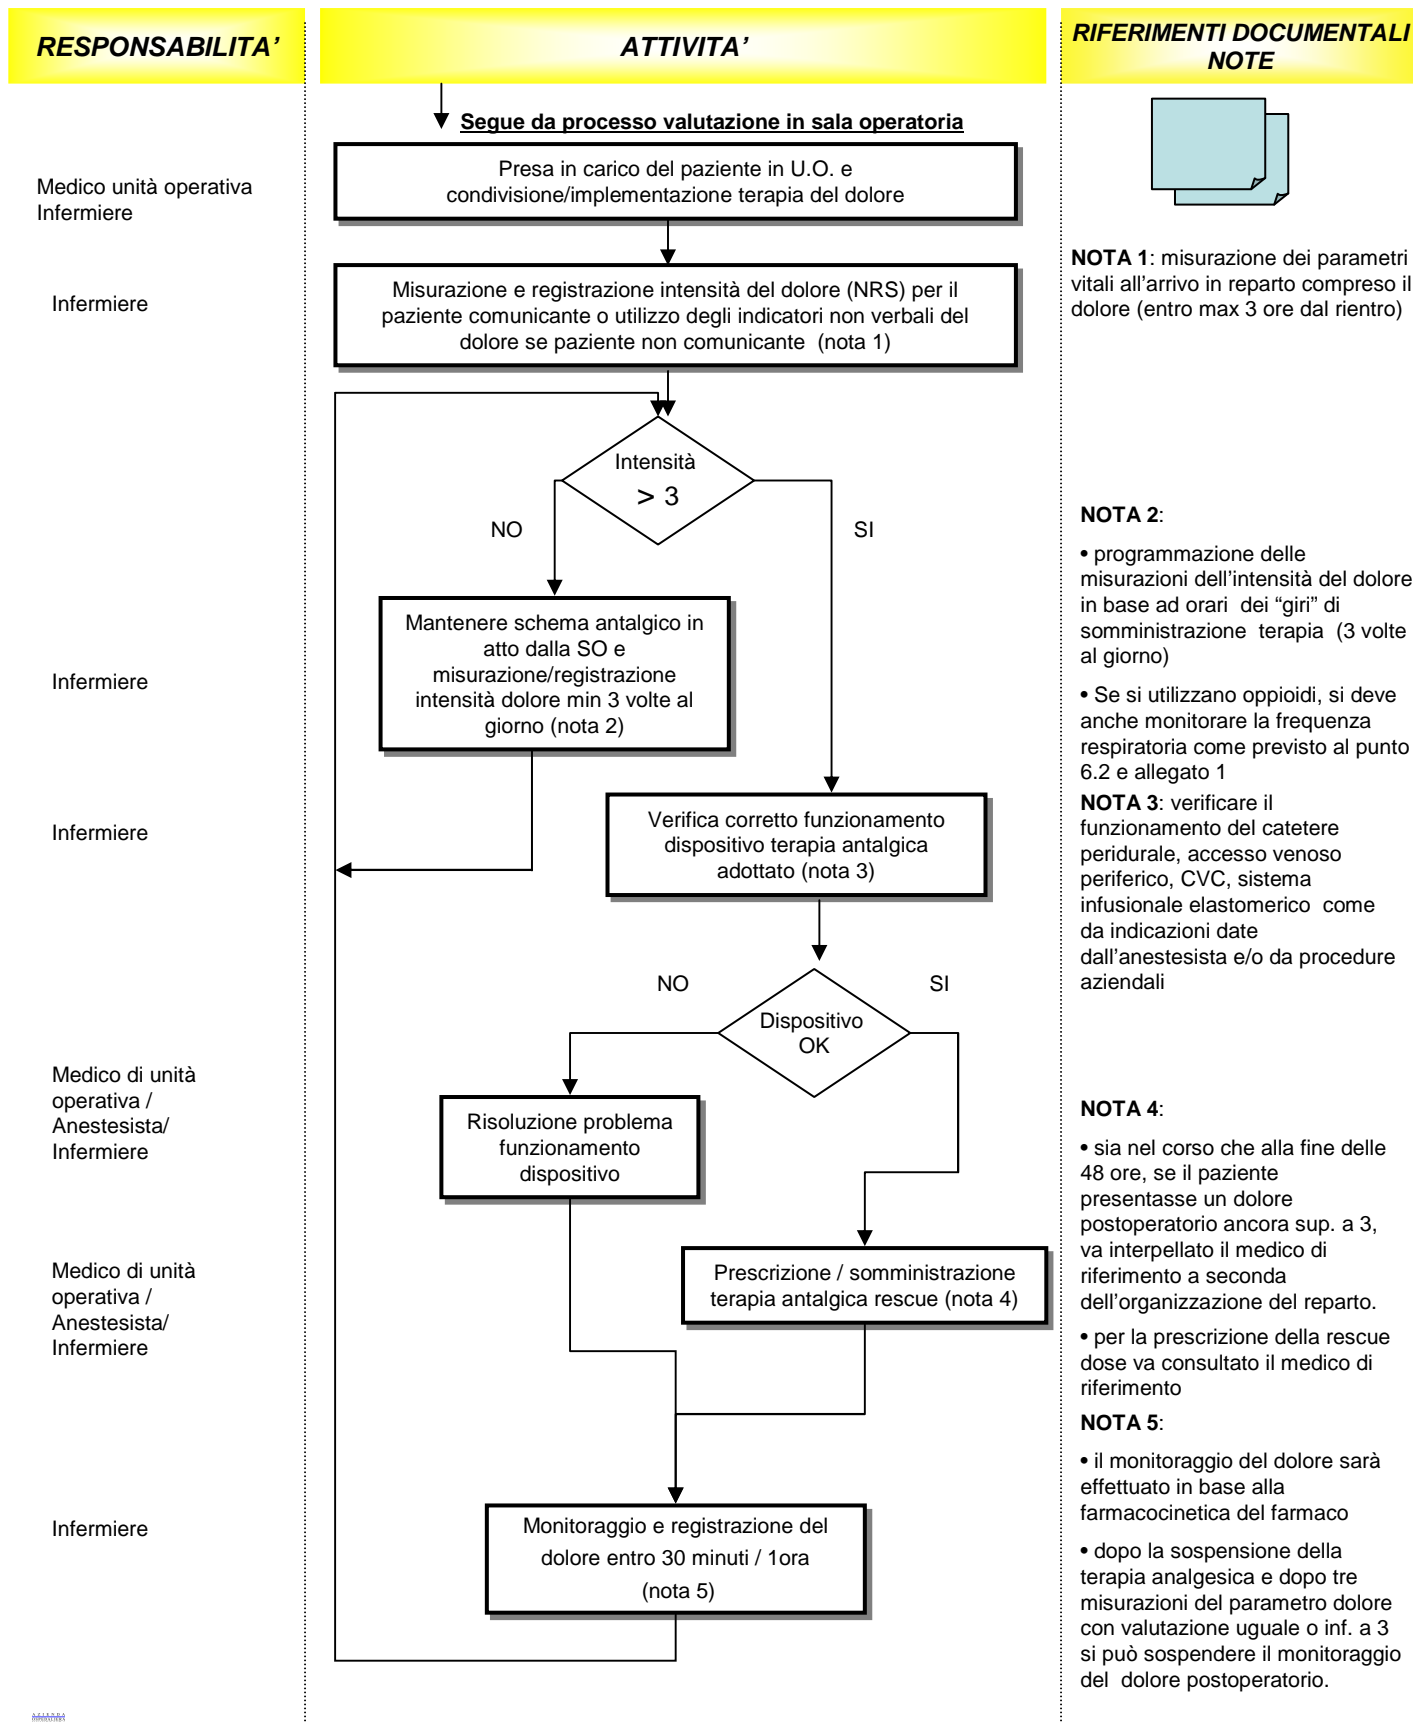 RESPONSABILITA’
ATTIVITA’
RIFERIMENTI DOCUMENTALI
NOTE
Segue da processo valutazione in sala operatoria
Medico unità operativa
Infermiere
Presa in carico del paziente in U.O. e
condivisione/implementazione terapia del dolore
NOTA 1: misurazione dei parametri
vitali all’arrivo in reparto compreso il
dolore (entro max 3 ore dal rientro)
Infermiere
Misurazione e registrazione intensità del dolore (NRS) per il
paziente comunicante o utilizzo degli indicatori non verbali del
dolore se paziente non comunicante (nota 1)
Intensità
> 3
NO
SI
NOTA 2:
• programmazione delle
misurazioni dell’intensità del dolore
in base ad orari dei “giri” di
somministrazione terapia (3 volte
al giorno)
• Se si utilizzano oppioidi, si deve
anche monitorare la frequenza
respiratoria come previsto al punto
6.2 e allegato 1
Infermiere
Mantenere schema antalgico in
atto dalla SO e
misurazione/registrazione
intensità dolore min 3 volte al
giorno (nota 2)
Infermiere
Verifica corretto funzionamento
dispositivo terapia antalgica
adottato (nota 3)
NOTA 3: verificare il
funzionamento del catetere
peridurale, accesso venoso
periferico, CVC, sistema
infusionale elastomerico come
da indicazioni date
dall’anestesista e/o da procedure
aziendali
NO
SI
Dispositivo
OK
Medico di unità
operativa /
Anestesista/
Infermiere
Risoluzione problema
funzionamento
dispositivo
NOTA 4:
• sia nel corso che alla fine delle
48 ore, se il paziente
presentasse un dolore
postoperatorio ancora sup. a 3,
va interpellato il medico di
riferimento a seconda
dell’organizzazione del reparto.
• per la prescrizione della rescue
dose va consultato il medico di
riferimento
Medico di unità
operativa /
Anestesista/
Infermiere
Prescrizione / somministrazione
terapia antalgica rescue (nota 4)
NOTA 5:
• il monitoraggio del dolore sarà
effettuato in base alla
farmacocinetica del farmaco
• dopo la sospensione della
terapia analgesica e dopo tre
misurazioni del parametro dolore
con valutazione uguale o inf. a 3
si può sospendere il monitoraggio
del dolore postoperatorio.
Infermiere
Monitoraggio e registrazione del
dolore entro 30 minuti / 1ora
(nota 5)
AZIENDA
OSPEDALIERA